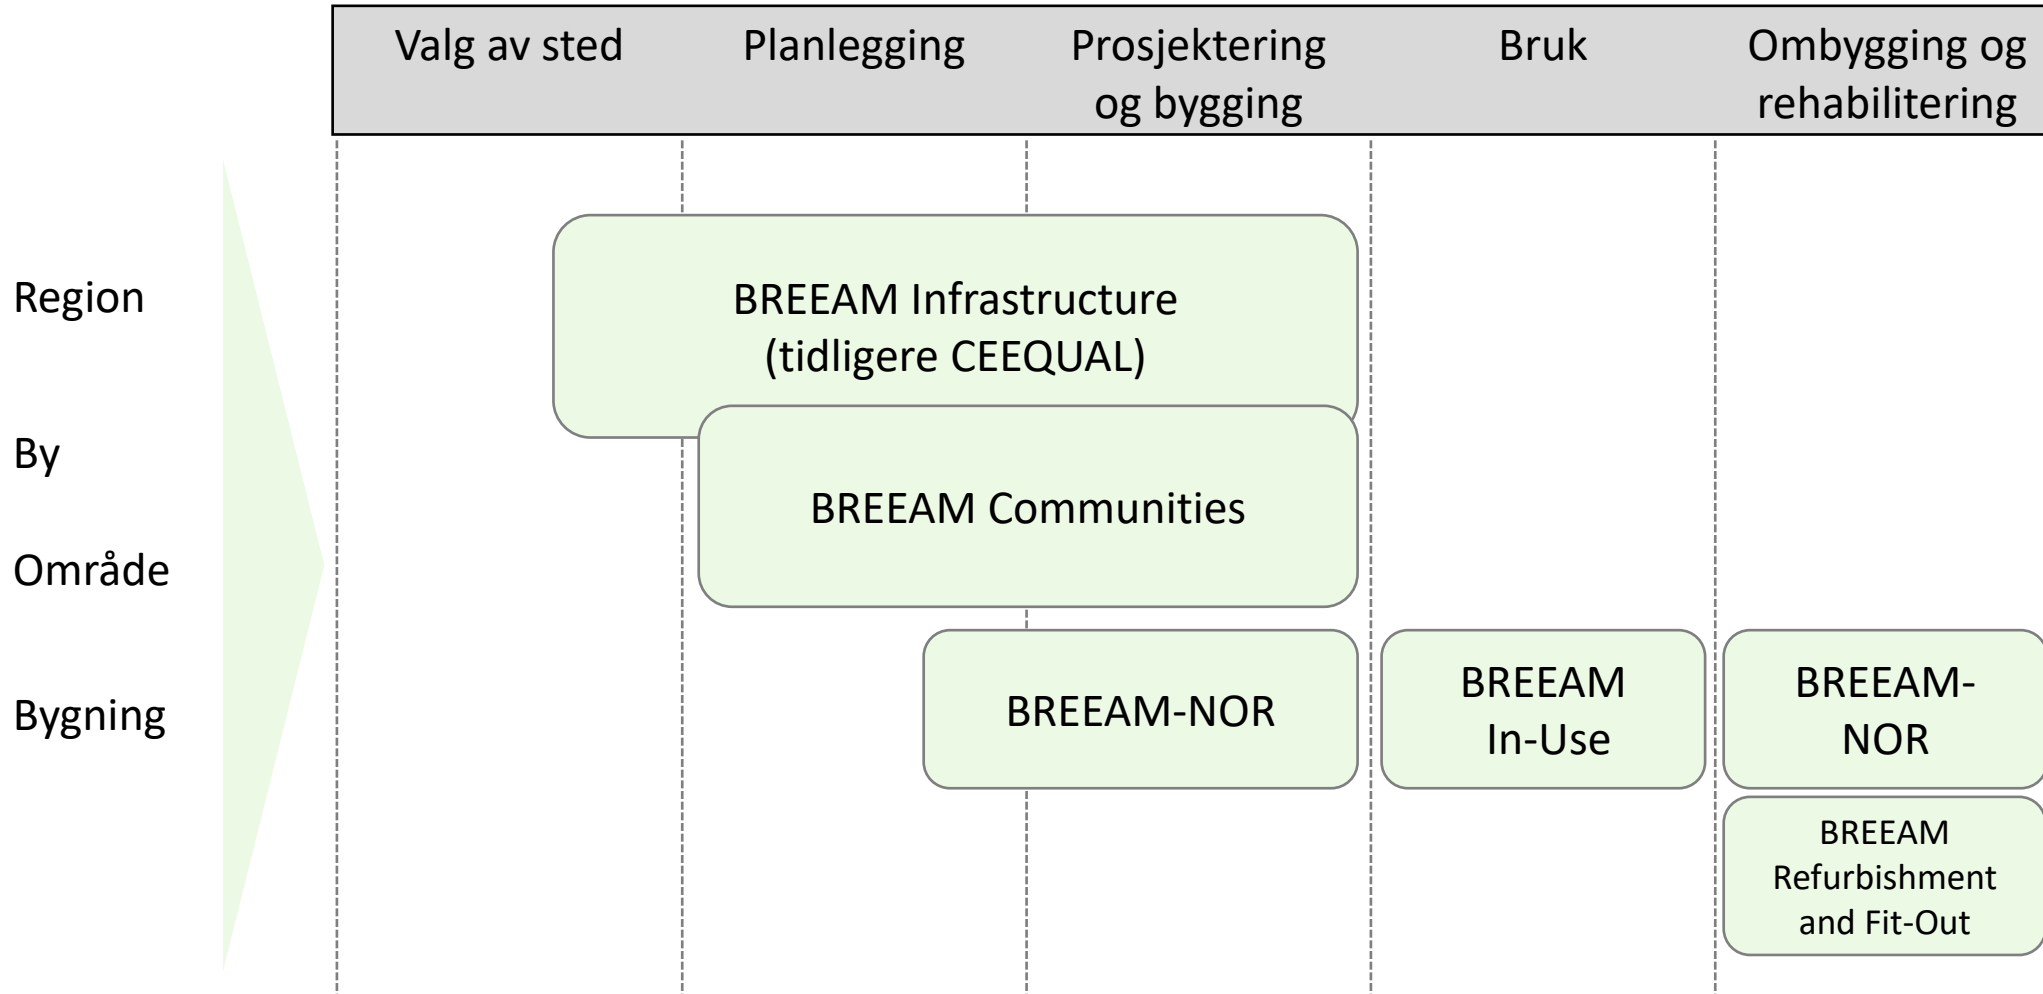 Valg av sted
Planlegging
Prosjektering
og bygging
Bruk
Ombygging og
rehabilitering
Region
By
Område
Bygning
BREEAM Infrastructure
(tidligere CEEQUAL)
BREEAM Communities
BREEAM-NOR
BREEAM
In-Use
BREEAM-
NOR
BREEAM
Refurbishment
and Fit-Out